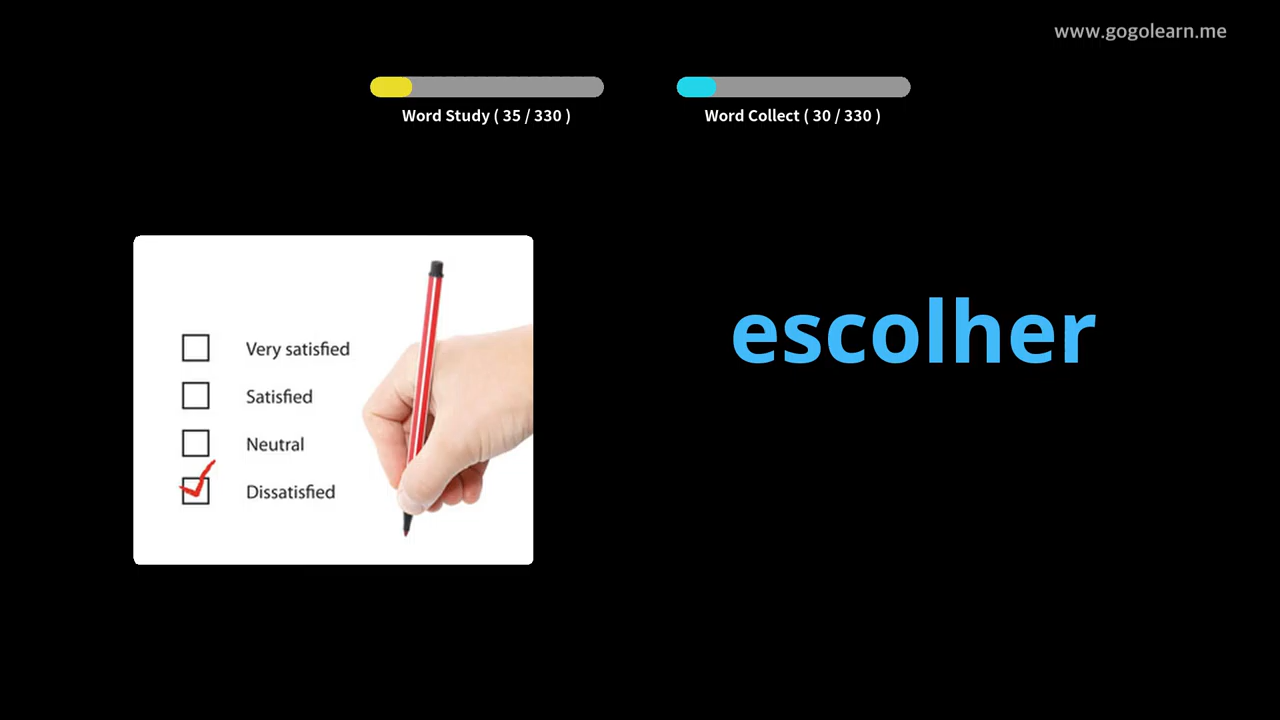 www.gogolearn.me
Word Study ( 35 / 330 )
Word Collect ( 30 / 330 )
Very satisfied
Satisfied
Neutral
Dissatisfied
escolher